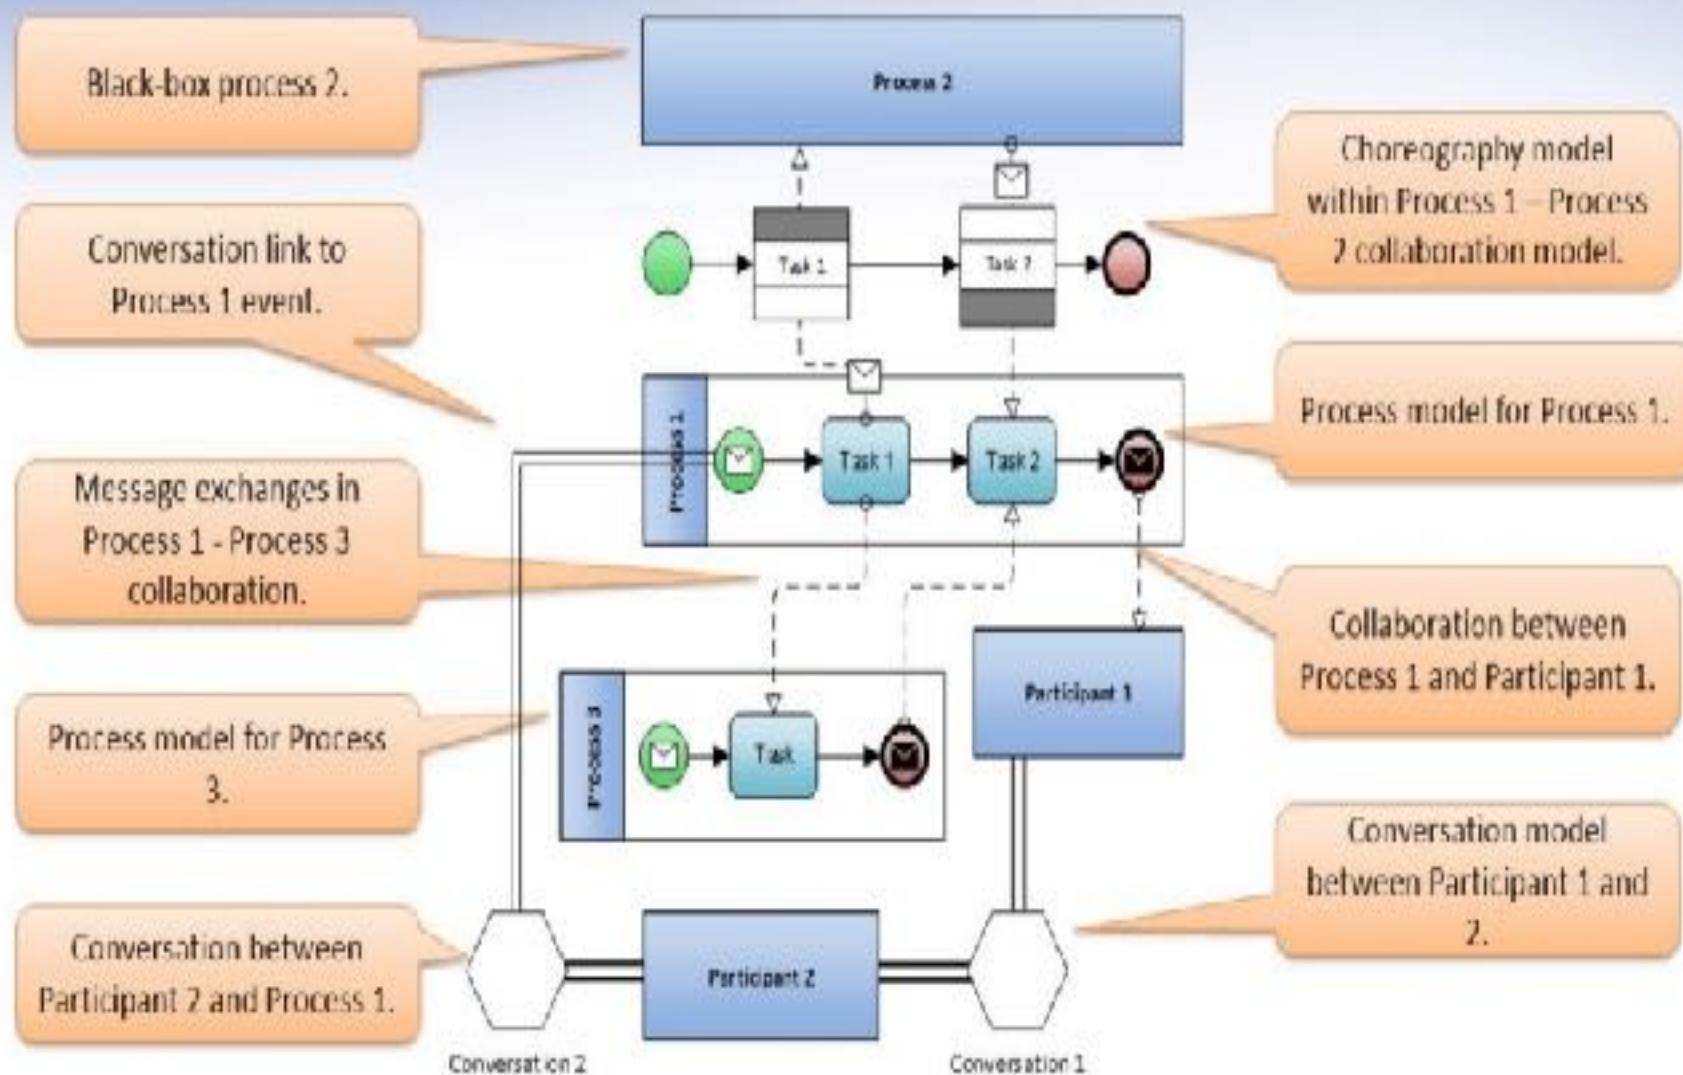 Black-box process 2.
Process 2
Choreography model
within Process 1 – Process
2 collaboration model.
Conversation link to
Process 1 event.
Task 1
Task ?
Process model for Process 1.
Process 1
Task 1
Task 2
Message exchanges in
Process 1 - Process 3
collaboration.
Collaboration between
Process 1 and Participant 1.
Participant 1
Process model for Process
3.
Process 3
Task
Conversation model
between Participant 1 and
2.
Conversation between
Participant 2 and Process 1.
Participant 2
Conversation 2
Conversation 1